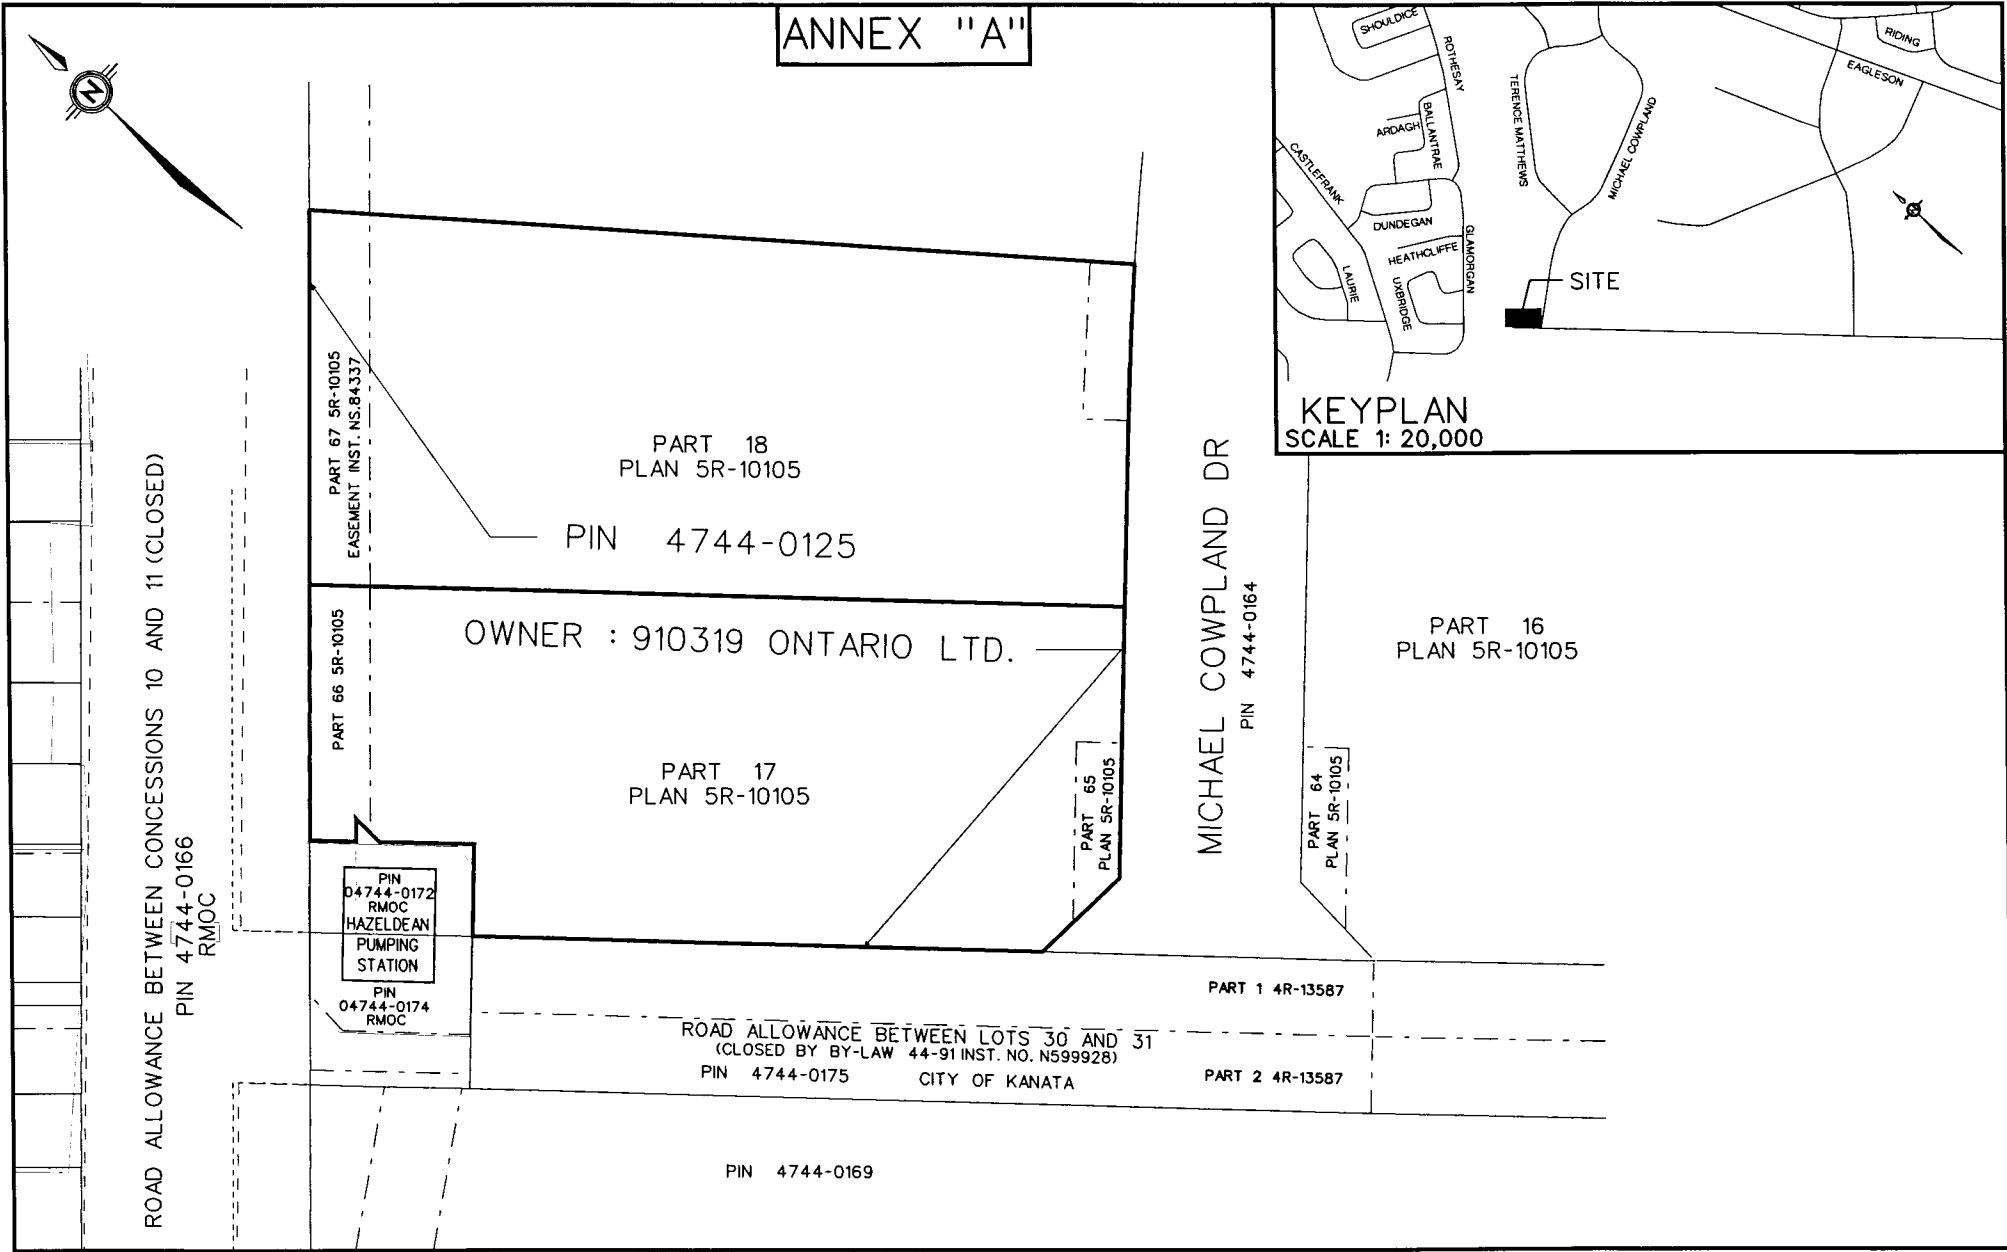 ANNEX "A"
N
SHOULDICE
ROTHESAY
RIDING
EAGLESON
TERENCE MATTHEWS
MICHAEL COWPLAND
ARDAGH
BALLANTRAE
CASTLEFRANK
DUNDEGAN
GLAMORGAN
HEATHCLIFFE
LAURIE
UXBRIDGE
SITE
KEYPLAN
SCALE 1: 20,000
PART 67 5R-10105
EASEMENT INST. NS.84337
PART 18
PLAN 5R-10105
PIN 4744-0125
OWNER : 910319 ONTARIO LTD.
PART 66 5R-10105
PART 17
PLAN 5R-10105
PART 65
PLAN 5R-10105
MICHAEL COWPLAND DR
PIN 4744-0164
PART 16
PLAN 5R-10105
PART 64
PLAN 5R-10105
ROAD ALLOWANCE BETWEEN CONCESSIONS 10 AND 11 (CLOSED)
PIN 4744-0166
RMOC
PIN
04744-0172
RMOC
HAZELDEAN
PUMPING
STATION
PIN
04744-0174
RMOC
PART 1 4R-13587
ROAD ALLOWANCE BETWEEN LOTS 30 AND 31
(CLOSED BY BY-LAW 44-91 INST. NO. N599928)
PIN 4744-0175 CITY OF KANATA
PART 2 4R-13587
PIN 4744-0169